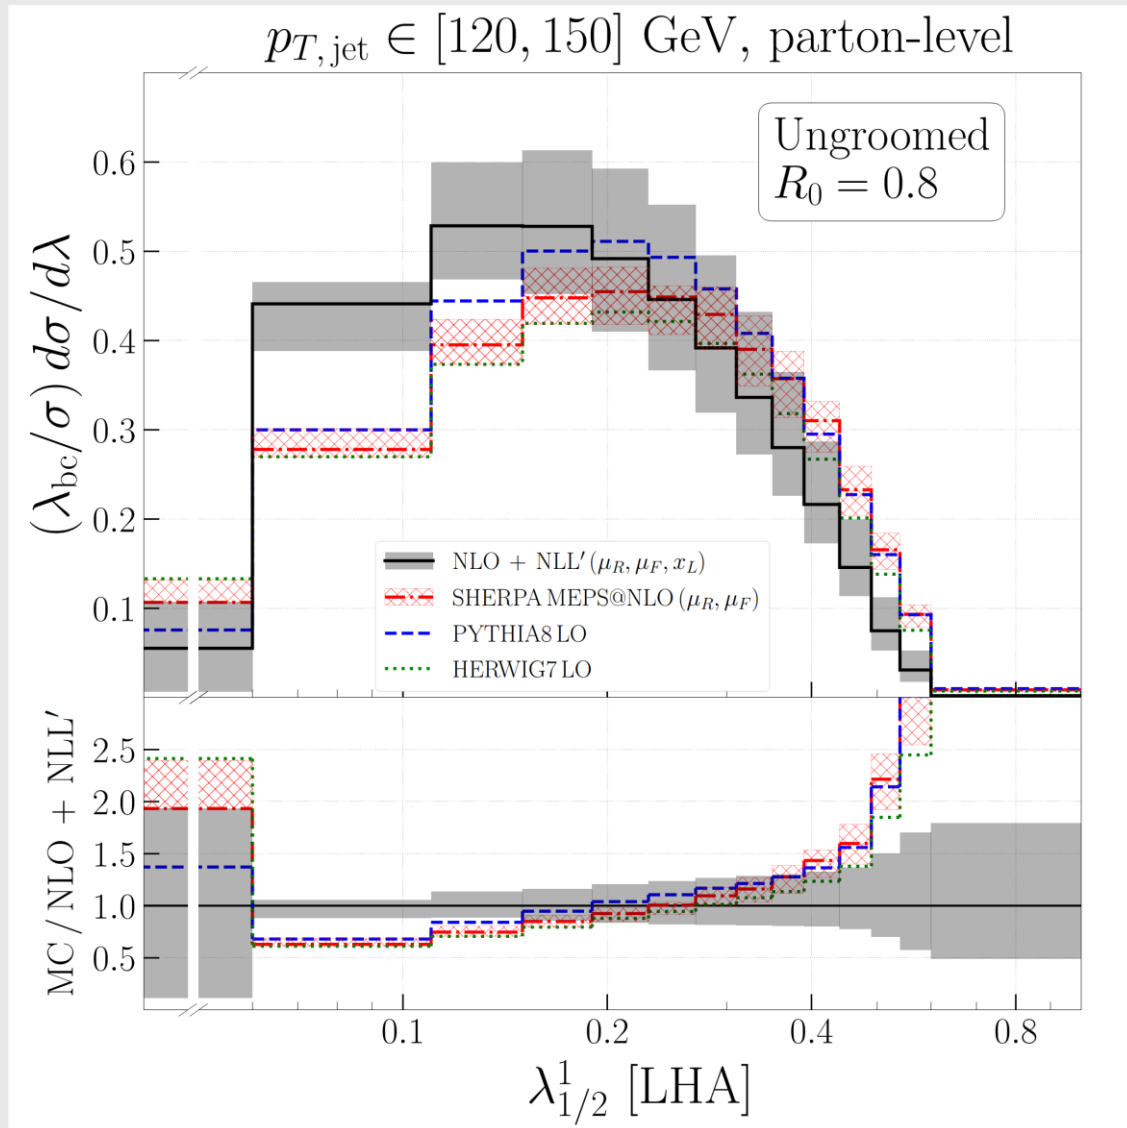 p_{T, jet} ∈ [120, 150] GeV, parton-level
Ungroomed
R_0 = 0.8
(λ_{bc}/σ) dσ/dλ
0.6
0.5
0.4
0.3
0.2
0.1
NLO + NLL′ (μ_R, μ_F, x_L)
SHERPA MEPS@NLO (μ_R, μ_F)
PYTHIA8 LO
HERWIG7 LO
MC / NLO + NLL′
2.5
2.0
1.5
1.0
0.5
0.1 0.2 0.4 0.8
λ^1_{1/2} [LHA]